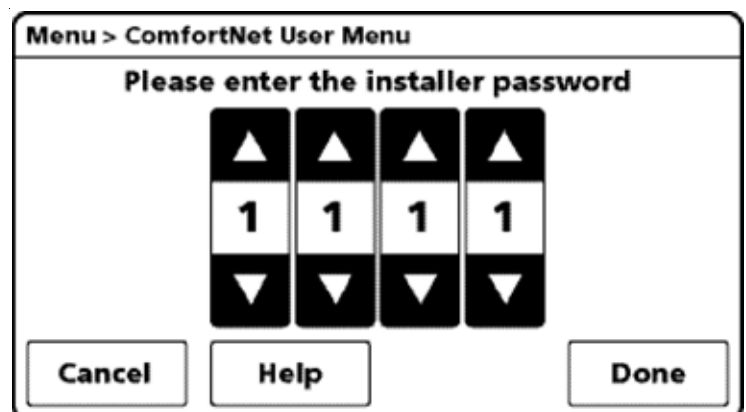 Menu > ComfortNet User Menu
Please enter the installer password
1 1 1 1
Cancel Help Done